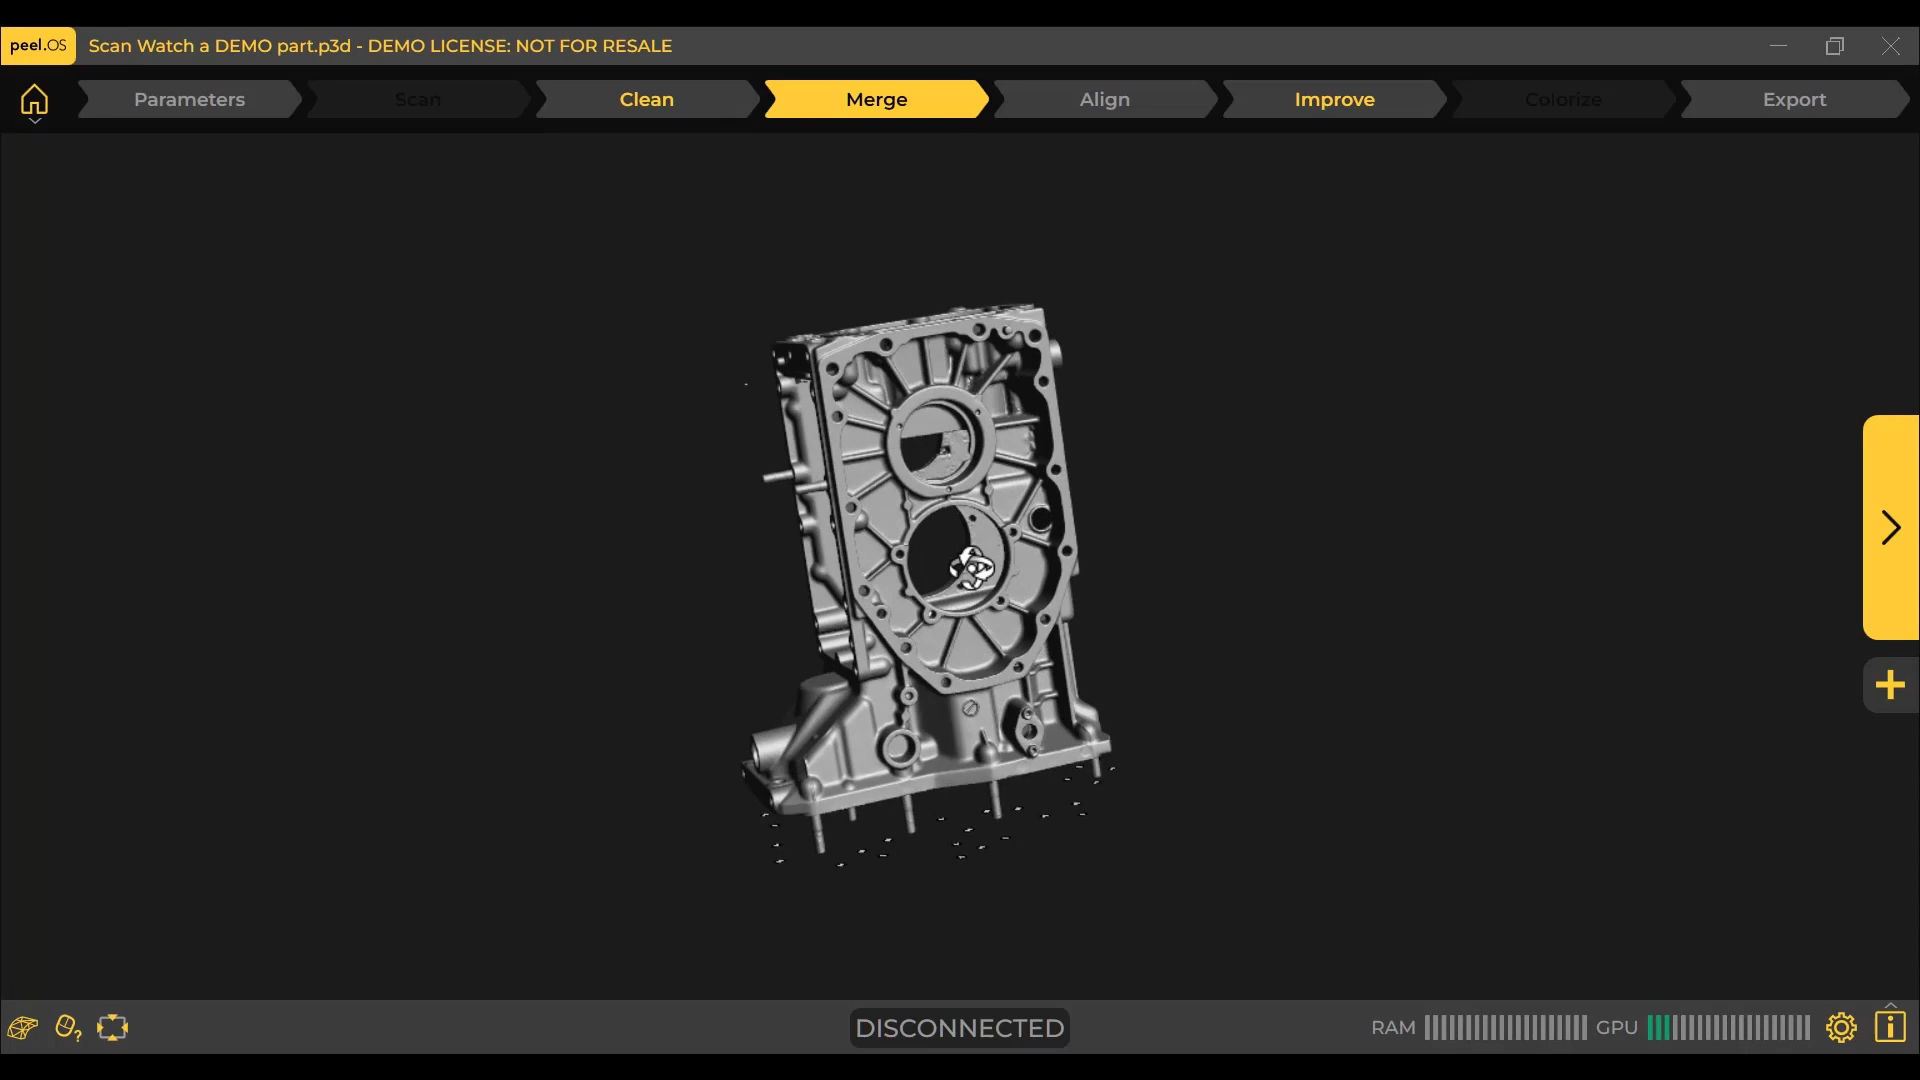 peel.OS
Scan Watch a DEMO part.p3d - DEMO LICENSE: NOT FOR RESALE
Parameters
Scan
Clean
Merge
Align
Improve
Colorize
Export
DISCONNECTED
RAM
GPU